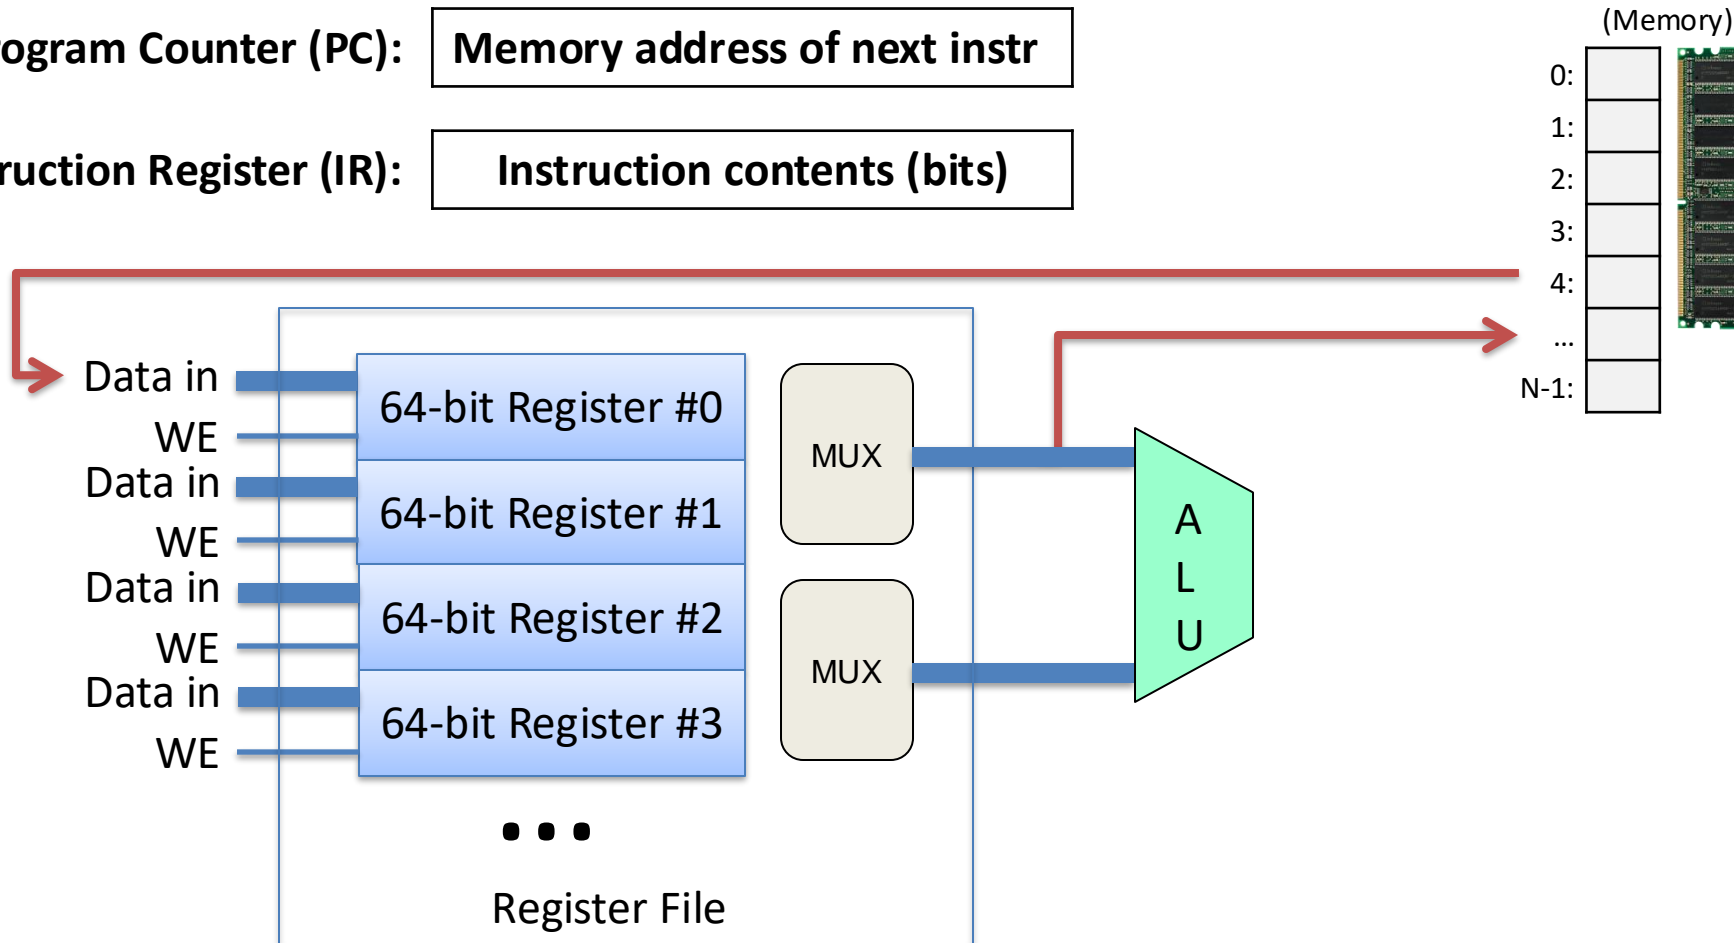 rogram Counter (PC):
Memory address of next instr
(Memory)
ruction Register (IR):
Instruction contents (bits)
0:
1:
2:
3:
4:
...
N-1:
Data in
WE
Data in
WE
Data in
WE
Data in
WE
64-bit Register #0
64-bit Register #1
64-bit Register #2
64-bit Register #3
...
Register File
MUX
MUX
A
L
U